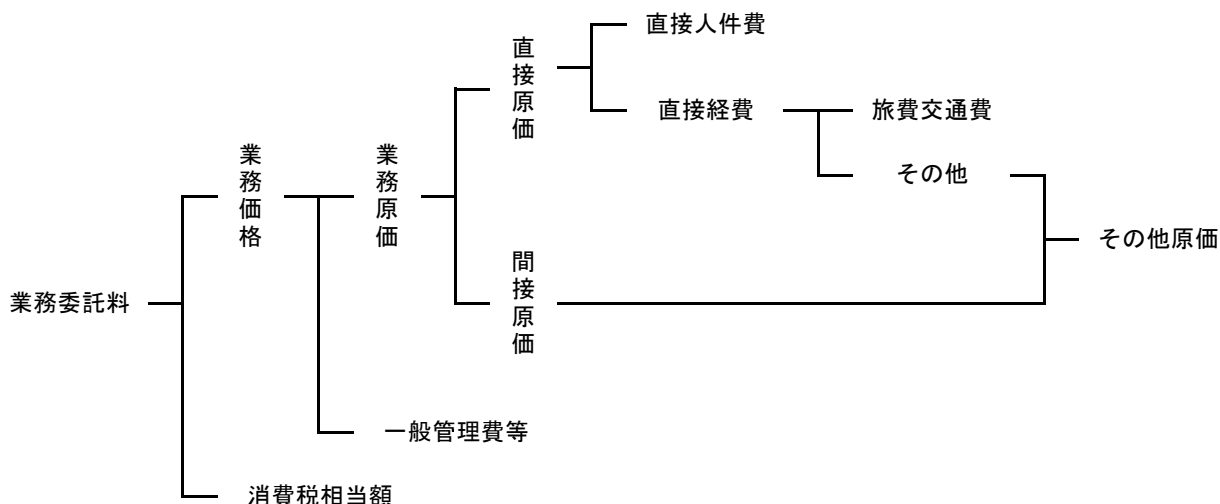 業務委託料
業務価格
業務原価
直接原価
直接人件費
直接経費
旅費交通費
その他
間接原価
その他原価
一般管理費等
消費税相当額